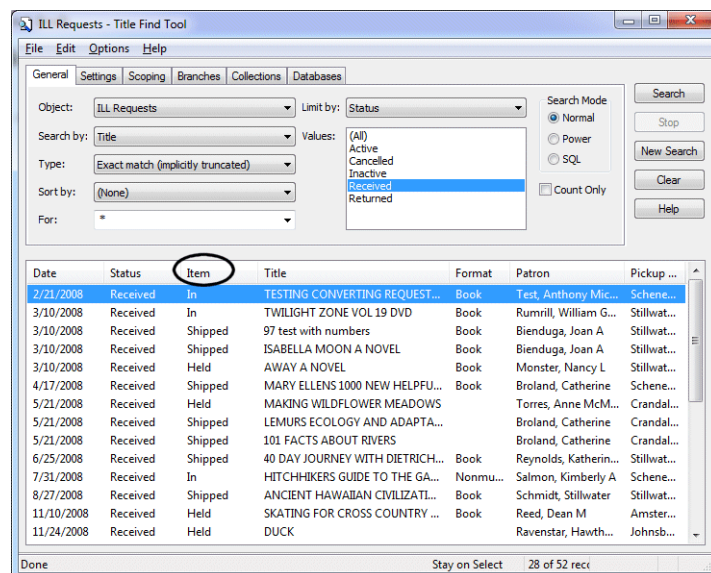 ILL Requests - Title Find Tool
File Edit Options Help
General Settings Scoping Branches Collections Databases
Object: ILL Requests
Search by: Title
Type: Exact match (implicitly truncated)
Sort by: (None)
For: *
Limit by: Status
Values: (All)
Active
Cancelled
Inactive
Received
Returned
Search Mode
Normal
Power
SQL
Count Only
Search
Stop
New Search
Clear
Help
Date Status Item Title Format Patron Pickup ...
2/21/2008 Received In TESTING CONVERTING REQUEST... Book Test, Anthony Mic... Schene...
3/10/2008 Received In TWILIGHT ZONE VOL 19 DVD Book Rumrill, William G... Stillwat...
3/10/2008 Received Shipped 97 test with numbers Book Bienduga, Joan A Stillwat...
3/10/2008 Received Shipped ISABELLA MOON A NOVEL Book Bienduga, Joan A Stillwat...
3/10/2008 Received Held AWAY A NOVEL Book Monster, Nancy L Stillwat...
4/17/2008 Received Shipped MARY ELLENS 1000 NEW HELPFU... Book Broland, Catherine Schene...
5/21/2008 Received Held MAKING WILDFLOWER MEADOWS Torres, Anne McM... Crandal...
5/21/2008 Received Shipped LEMURS ECOLOGY AND ADAPTA... Broland, Catherine Crandal...
5/21/2008 Received Shipped 101 FACTS ABOUT RIVERS Broland, Catherine Crandal...
6/25/2008 Received Shipped 40 DAY JOURNEY WITH DIETRICH... Book Reynolds, Katherin... Stillwat...
7/31/2008 Received In HITCHHIKERS GUIDE TO THE GA... Nonmu... Salmon, Kimberly A Schene...
8/27/2008 Received Shipped ANCIENT HAWAIIAN CIVILIZATI... Book Schmidt, Stillwater Stillwat...
11/10/2008 Received Held SKATING FOR CROSS COUNTRY ... Book Reed, Dean M Amster...
11/24/2008 Received Held DUCK Ravenstar, Hawth... Johnsb...
Done Stay on Select 28 of 52 rec